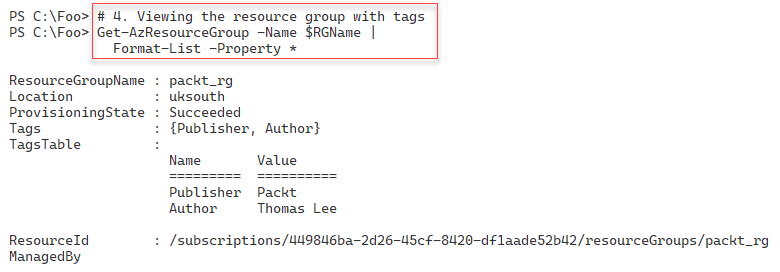 PS C:\Foo> # 4. Viewing the resource group with tags
PS C:\Foo> Get-AzResourceGroup -Name $RGName |
             Format-List -Property *

ResourceGroupName : packt_rg
Location          : uksouth
ProvisioningState : Succeeded
Tags              : {Publisher, Author}
TagsTable         :
                    Name       Value
                    =========  ==========
                    Publisher  Packt
                    Author     Thomas Lee

ResourceId        : /subscriptions/449846ba-2d26-45cf-8420-df1aade52b42/resourceGroups/packt_rg
ManagedBy